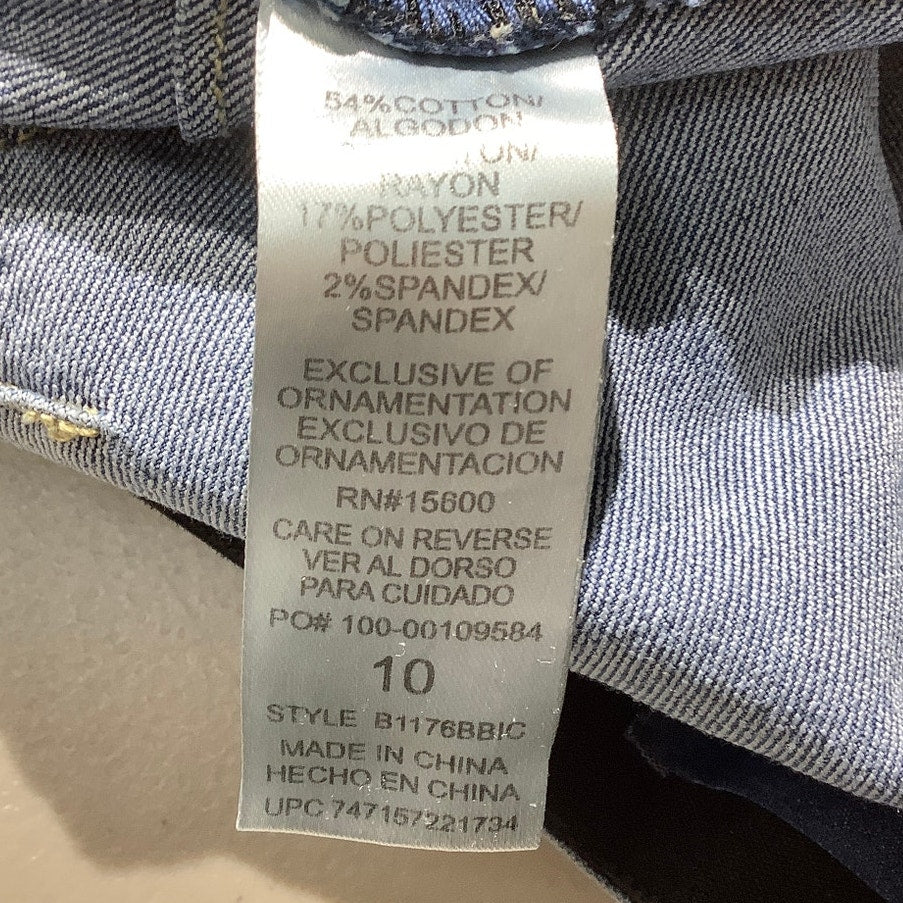 54%COTTON/
ALGODON
RAYON
17%POLYESTER/
POLIESTER
2%SPANDEX/
SPANDEX
EXCLUSIVE OF
ORNAMENTATION
EXCLUSIVO DE
ORNAMENTACION
RN#15600
CARE ON REVERSE
VER AL DORSO
PARA CUIDADO
PO# 100-00109584
10
STYLE B1176BBIC
MADE IN CHINA
HECHO EN CHINA
UPC 747157221734